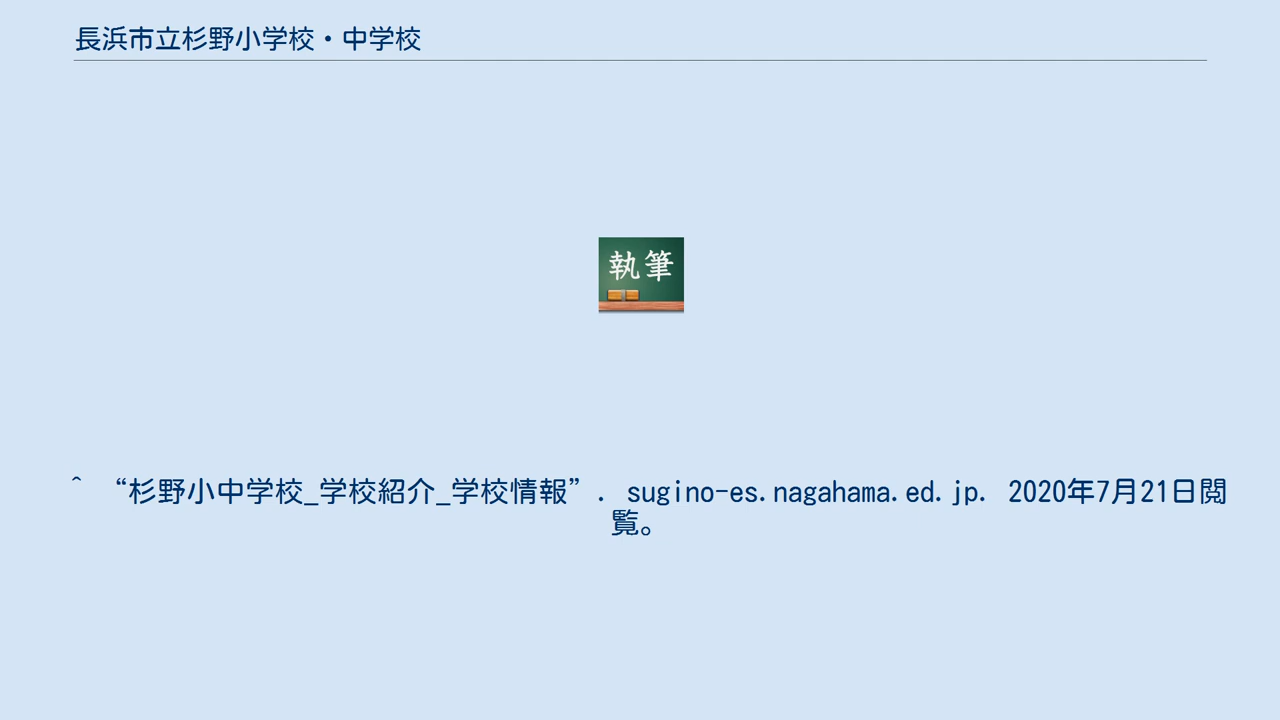 長浜市立杉野小学校・中学校
執筆
^ “杉野小中学校_学校紹介_学校情報”. sugino-es.nagahama.ed.jp. 2020年7月21日閲
覧。